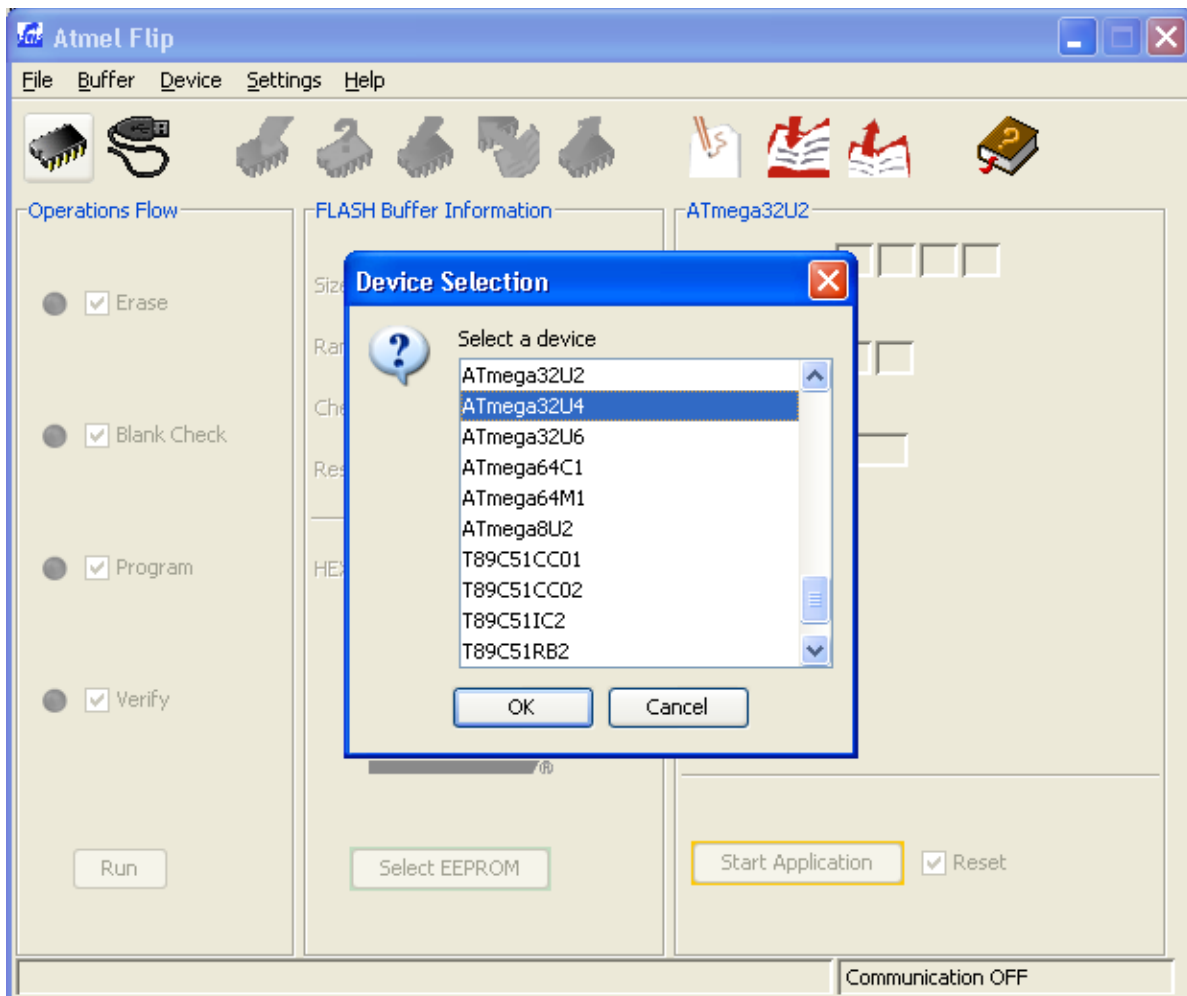 Atmel Flip
File Buffer Device Settings Help
Operations Flow
FLASH Buffer Information
ATmega32U2
Erase
Blank Check
Program
Verify
Run
Device Selection
Select a device
ATmega32U2
ATmega32U4
ATmega32U6
ATmega64C1
ATmega64M1
ATmega8U2
T89C51CC01
T89C51CC02
T89C51IC2
T89C51RB2
OK Cancel
®
Select EEPROM
Start Application
Reset
Communication OFF